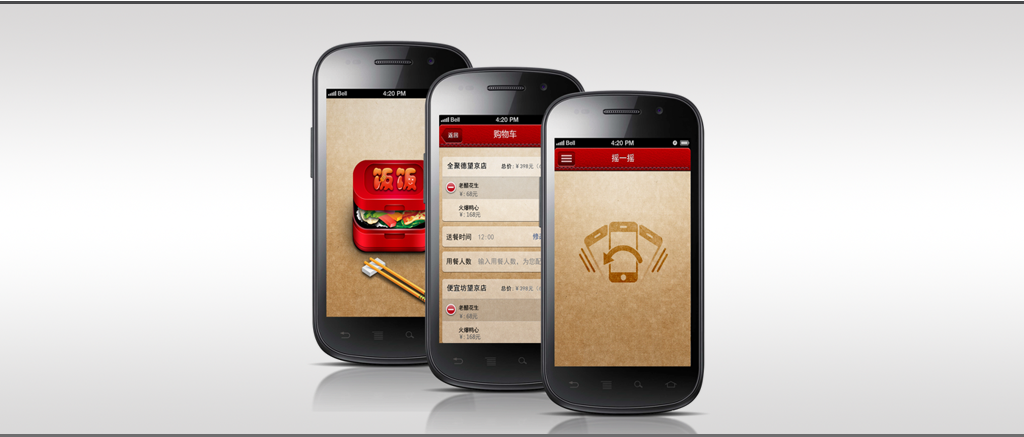 Bell 4:20 PM
饭饭
Bell 4:20 PM
返回 购物车
全聚德望京店 总价:¥398元
老醋花生
¥:68元
火爆鸭心
¥:168元
送餐时间 12:00
用餐人数 输入用餐人数,为您配
便宜坊望京店 总价:¥398元
老醋花生
¥:68元
火爆鸭心
¥:168元
Bell 4:20 PM
摇一摇